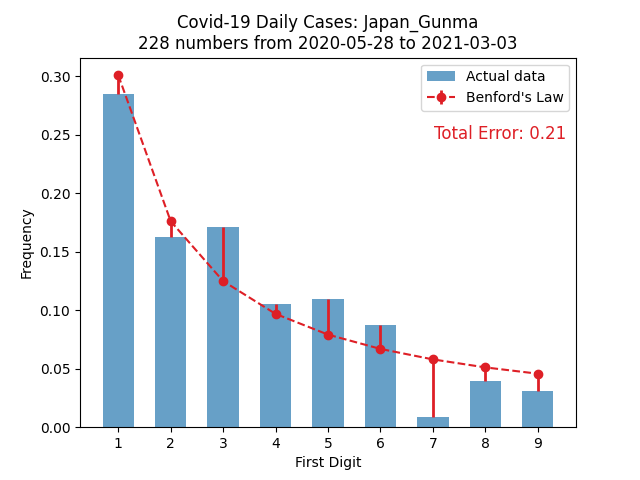 Covid-19 Daily Cases: Japan_Gunma
228 numbers from 2020-05-28 to 2021-03-03
Actual data
Benford's Law
Total Error: 0.21
Frequency
0.30
0.25
0.20
0.15
0.10
0.05
0.00
1 2 3 4 5 6 7 8 9
First Digit